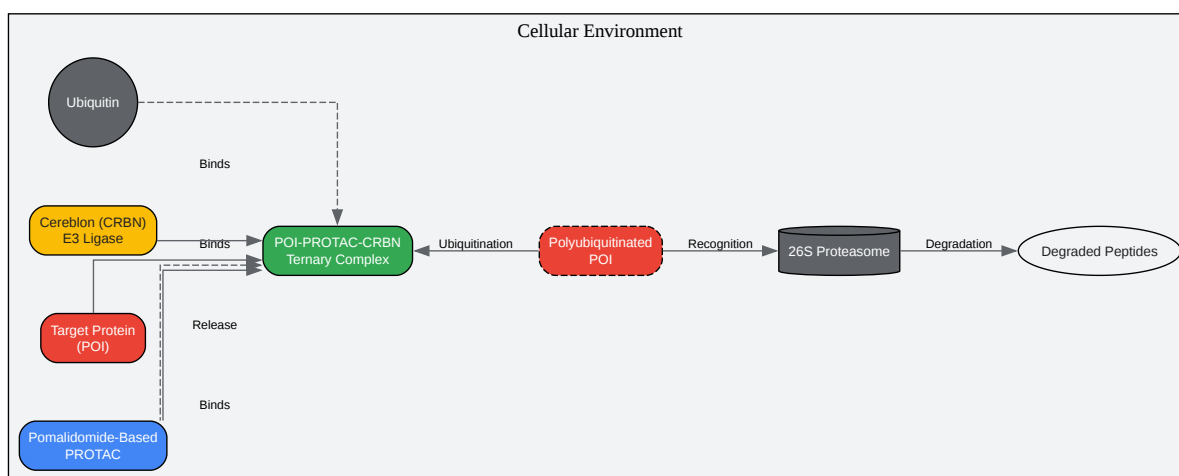 Cellular Environment
Ubiquitin
Binds
Cereblon (CRBN)
E3 Ligase
Binds
POI-PROTAC-CRBN
Ternary Complex
Ubiquitination
Polyubiquitinated
POI
Recognition
26S Proteasome
Degradation
Degraded Peptides
Target Protein
(POI)
Release
Binds
Pomalidomide-Based
PROTAC